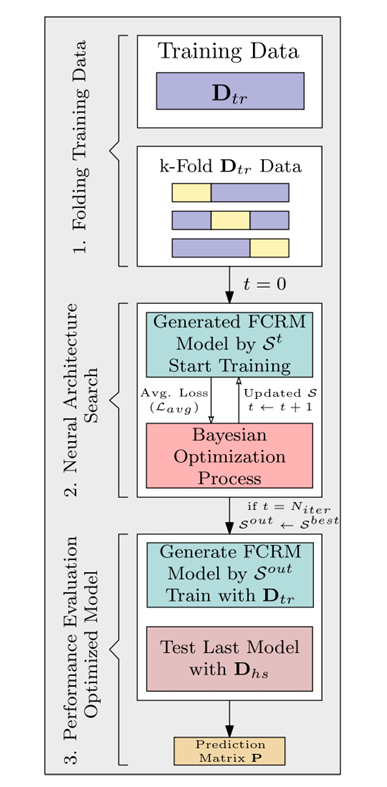 1. Folding Training Data
Training Data
D_tr
k-Fold D_tr Data
t = 0
2. Neural Architecture
Search
Generated FCRM
Model by 𝒮^t
Start Training
Avg. Loss
(ℒ_avg)
Updated 𝒮
t ← t + 1
Bayesian
Optimization
Process
if t = N_iter
𝒮^out ← 𝒮^best
3. Performance Evaluation
Optimized Model
Generate FCRM
Model by 𝒮^out
Train with D_tr
Test Last Model
with D_hs
Prediction
Matrix P